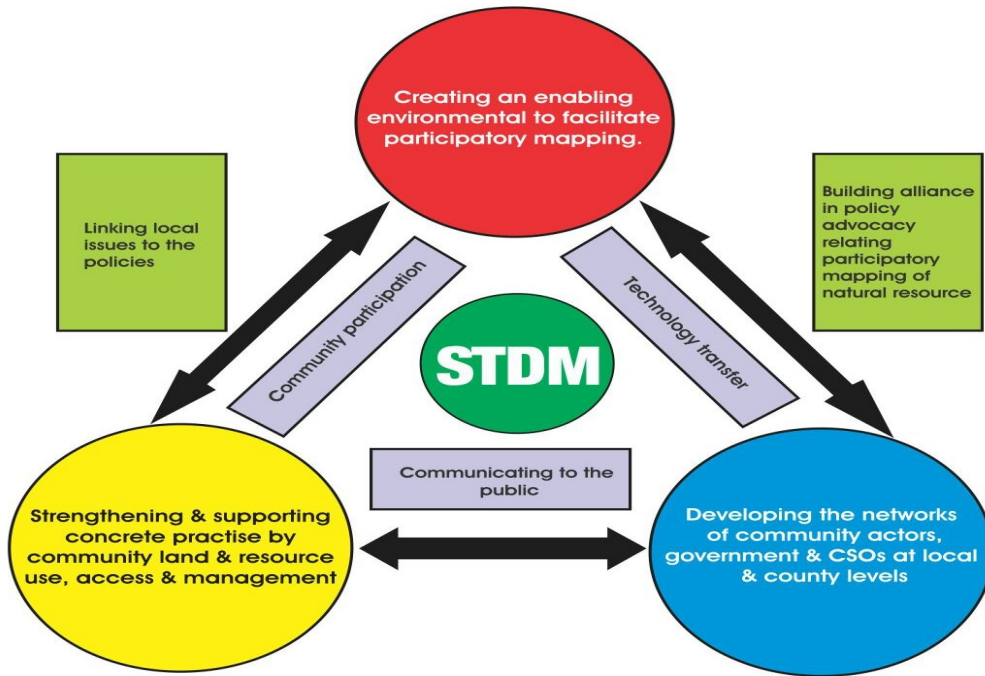 Creating an enabling
environmental to facilitate
participatory mapping.
Linking local
issues to the
policies
Building alliance
in policy
advocacy
relating
participatory
mapping of
natural resource
Community participation
Technology transfer
STDM
Communicating to the
public
Strengthening & supporting
concrete practise by
community land & resource
use, access & management
Developing the networks
of community actors,
government & CSOs at local
& county levels